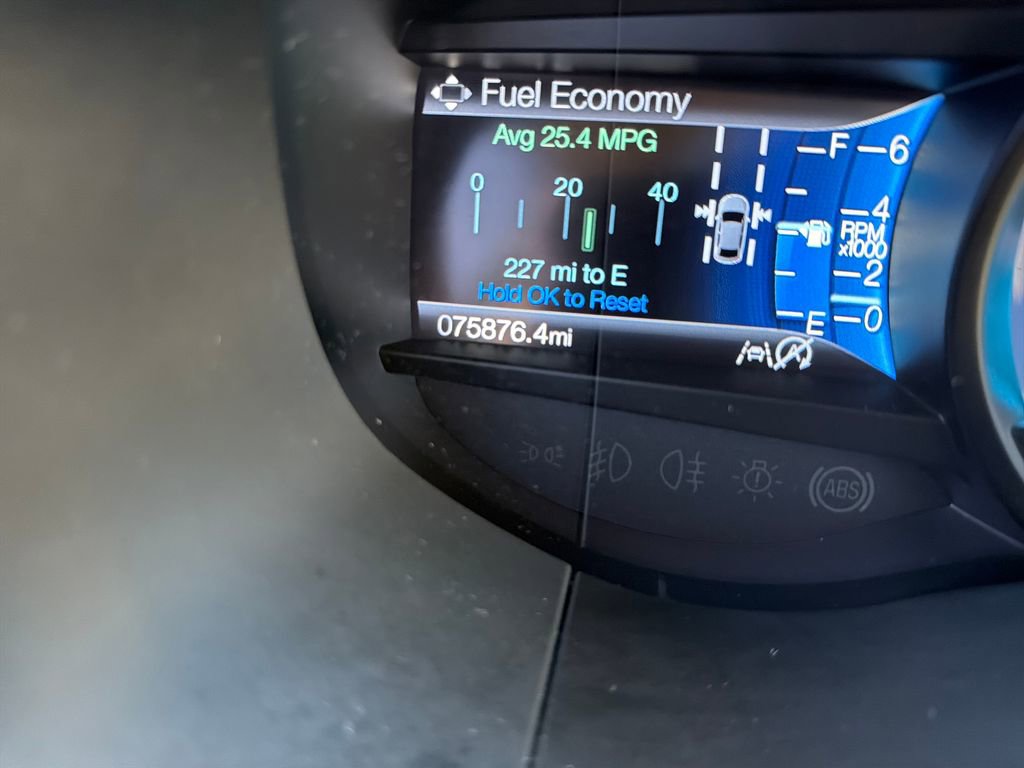 Fuel Economy
Avg 25.4 MPG
0 20 40
227 mi to E
Hold OK to Reset
075876.4mi
F
E
6
4
RPM
x1000
2
0
A
ABS